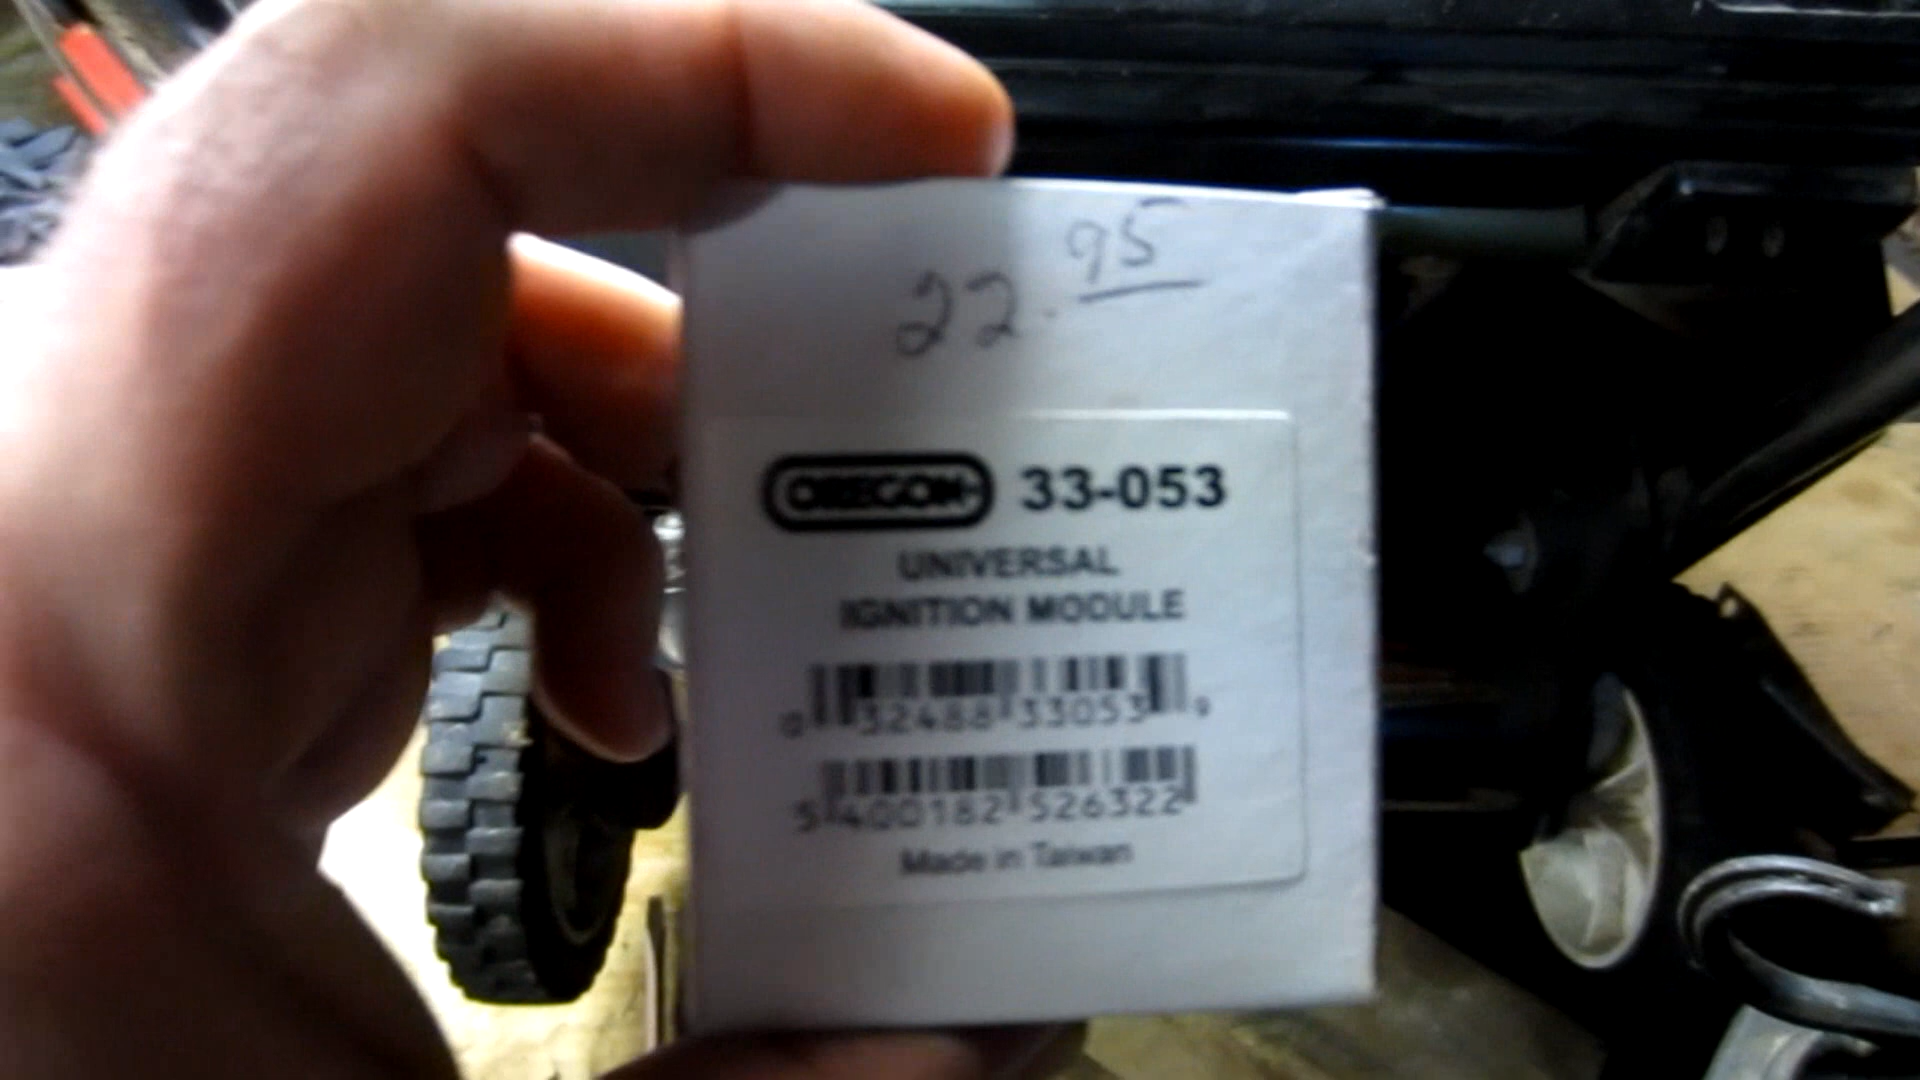 22.95
OREGON 33-053
UNIVERSAL
IGNITION MODULE
0 32488 33053 9
5 400182 526322
Made in Taiwan